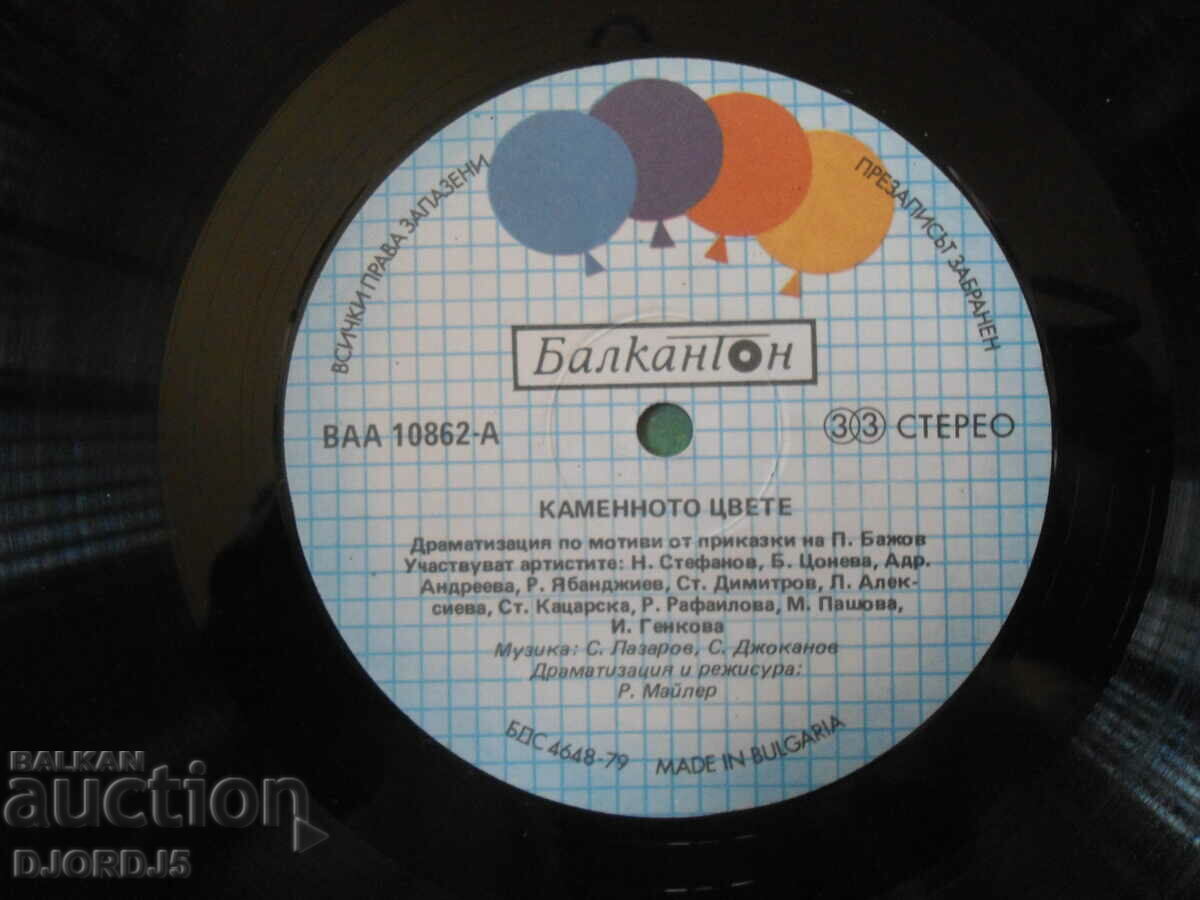 ВСИЧКИ ПРАВА ЗАПАЗЕНИ
ПРЕЗАПИСЪТ ЗАБРАНЕН
Балкантон
ВАА 10862-А
33 СТЕРЕО
КАМЕННОТО ЦВЕТЕ
Драматизация по мотиви от приказки на П. Бажов
Участвуват артистите: Н. Стефанов, Б. Цонева, Адр.
Андреева, Р. Ябанджиев, Ст. Димитров, Л. Алек-
сиева, Ст. Кацарска, Р. Рафаилова, М. Пашова,
И. Генкова
Музика: С. Лазаров, С. Джоканов
Драматизация и режисура:
Р. Майлер
БДС 4648-79 MADE IN BULGARIA
BALKAN
auction
DJORDJ5